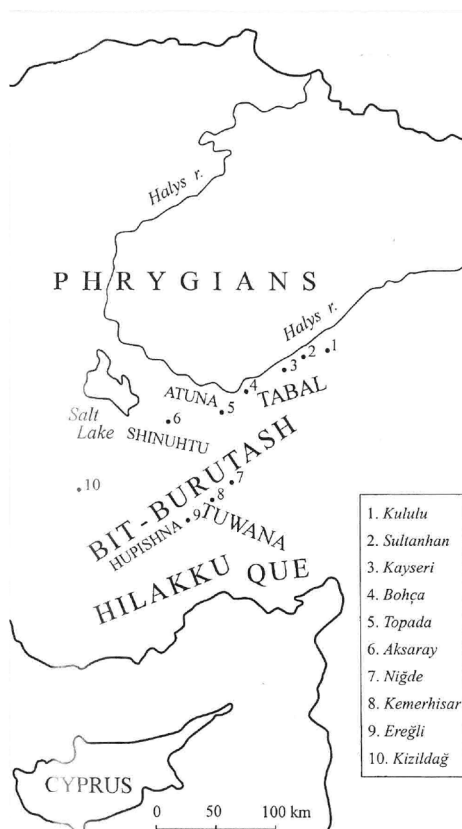 Halys r.
PHRYGIANS
Halys r.
1
2
3
4
TABAL
ATUNA
5
6
Salt
Lake
SHINUHTU
BIT-BURUTASH
7
10
8
9
TUWANA
HUPISHNA
HILAKKU
QUE
1. Kululu
2. Sultanhan
3. Kayseri
4. Bohça
5. Topada
6. Aksaray
7. Niğde
8. Kemerhisar
9. Ereğli
10. Kizildağ
CYPRUS
0 50 100 km